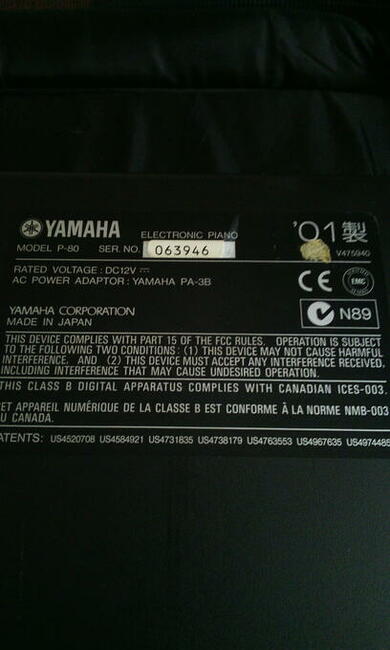 YAMAHA ELECTRONIC PIANO '01製
MODEL P-80 SER. NO. 063946 V475940
RATED VOLTAGE : DC12V ⎓
AC POWER ADAPTOR : YAMAHA PA-3B
CE EMC
YAMAHA CORPORATION
MADE IN JAPAN
N89
THIS DEVICE COMPLIES WITH PART 15 OF THE FCC RULES. OPERATION IS SUBJECT
TO THE FOLLOWING TWO CONDITIONS : (1) THIS DEVICE MAY NOT CAUSE HARMFUL
INTERFERENCE. AND (2) THIS DEVICE MUST ACCEPT ANY INTERFERENCE RECEIVED,
INCLUDING INTERFERENCE THAT MAY CAUSE UNDESIRED OPERATION.
THIS CLASS B DIGITAL APPARATUS COMPLIES WITH CANADIAN ICES-003.
CET APPAREIL NUMÉRIQUE DE LA CLASSE B EST CONFORME À LA NORME NMB-003
DU CANADA.
PATENTS: US4520708 US4584921 US4731835 US4738179 US4763553 US4967635 US4974485